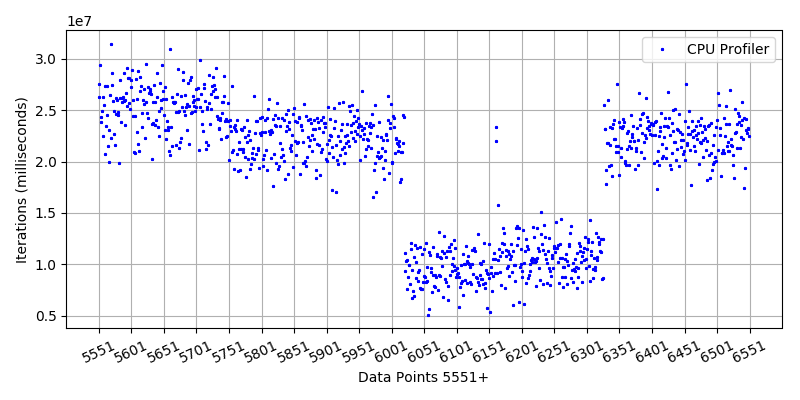 1e7
CPU Profiler
3.0
2.5
2.0
1.5
1.0
0.5
Iterations (milliseconds)
5551 5601 5651 5701 5751 5801 5851 5901 5951 6001 6051 6101 6151 6201 6251 6301 6351 6401 6451 6501 6551
Data Points 5551+